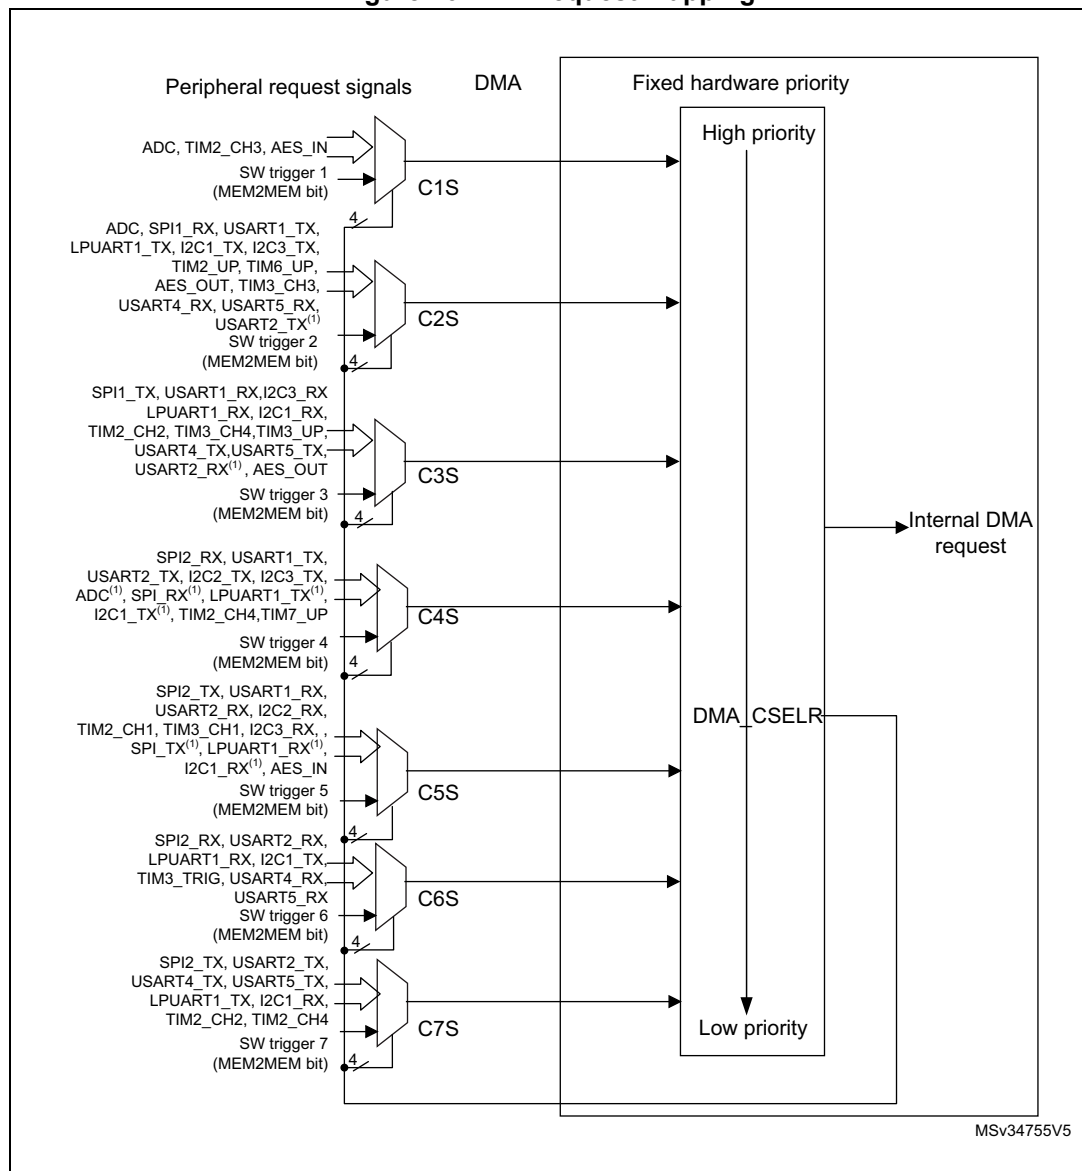 Peripheral request signals
DMA
Fixed hardware priority
High priority
ADC, TIM2_CH3, AES_IN
SW trigger 1
(MEM2MEM bit)
C1S
4
ADC, SPI1_RX, USART1_TX,
LPUART1_TX, I2C1_TX, I2C3_TX,
TIM2_UP, TIM6_UP,
AES_OUT, TIM3_CH3,
USART4_RX, USART5_RX,
USART2_TX(1)
SW trigger 2
(MEM2MEM bit)
C2S
4
SPI1_TX, USART1_RX,I2C3_RX
LPUART1_RX, I2C1_RX,
TIM2_CH2, TIM3_CH4,TIM3_UP,
USART4_TX,USART5_TX,
USART2_RX(1) , AES_OUT
SW trigger 3
(MEM2MEM bit)
C3S
4
Internal DMA
request
SPI2_RX, USART1_TX,
USART2_TX, I2C2_TX, I2C3_TX,
ADC(1), SPI_RX(1), LPUART1_TX(1),
I2C1_TX(1), TIM2_CH4,TIM7_UP
SW trigger 4
(MEM2MEM bit)
C4S
4
SPI2_TX, USART1_RX,
USART2_RX, I2C2_RX,
TIM2_CH1, TIM3_CH1, I2C3_RX, ,
SPI_TX(1), LPUART1_RX(1),
I2C1_RX(1), AES_IN
SW trigger 5
(MEM2MEM bit)
C5S
4
DMA_CSELR
SPI2_RX, USART2_RX,
LPUART1_RX, I2C1_TX,
TIM3_TRIG, USART4_RX,
USART5_RX
SW trigger 6
(MEM2MEM bit)
C6S
4
SPI2_TX, USART2_TX,
USART4_TX, USART5_TX,
LPUART1_TX, I2C1_RX,
TIM2_CH2, TIM2_CH4
SW trigger 7
(MEM2MEM bit)
C7S
4
Low priority
MSv34755V5